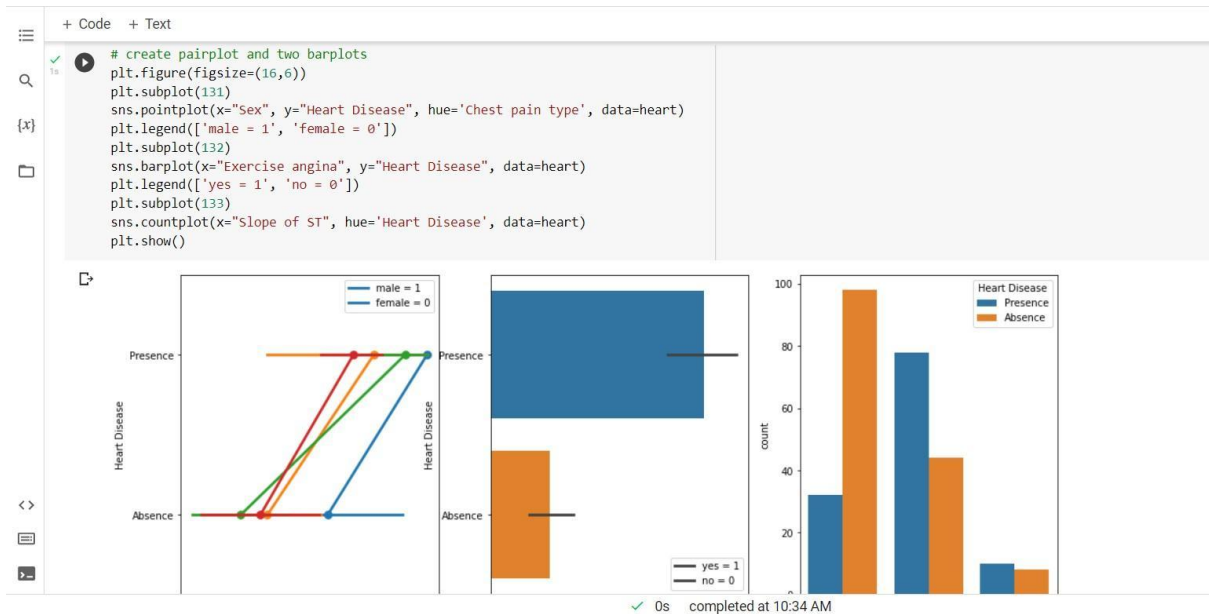 + Code + Text
1s
{x}
# create pairplot and two barplots
plt.figure(figsize=(16,6))
plt.subplot(131)
sns.pointplot(x="Sex", y="Heart Disease", hue='Chest pain type', data=heart)
plt.legend(['male = 1', 'female = 0'])
plt.subplot(132)
sns.barplot(x="Exercise angina", y="Heart Disease", data=heart)
plt.legend(['yes = 1', 'no = 0'])
plt.subplot(133)
sns.countplot(x="Slope of ST", hue='Heart Disease', data=heart)
plt.show()
male = 1
female = 0
Presence
Heart Disease
Absence
Presence
Heart Disease
Absence
yes = 1
no = 0
100
80
60
40
20
count
Heart Disease
Presence
Absence
0s completed at 10:34 AM